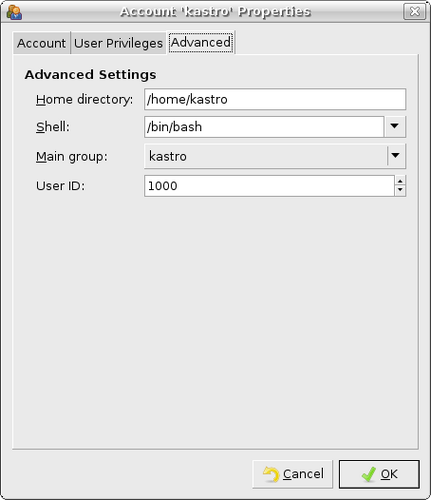 Account 'kastro' Properties
Account User Privileges Advanced
Advanced Settings
Home directory: /home/kastro
Shell: /bin/bash
Main group: kastro
User ID: 1000
Cancel OK